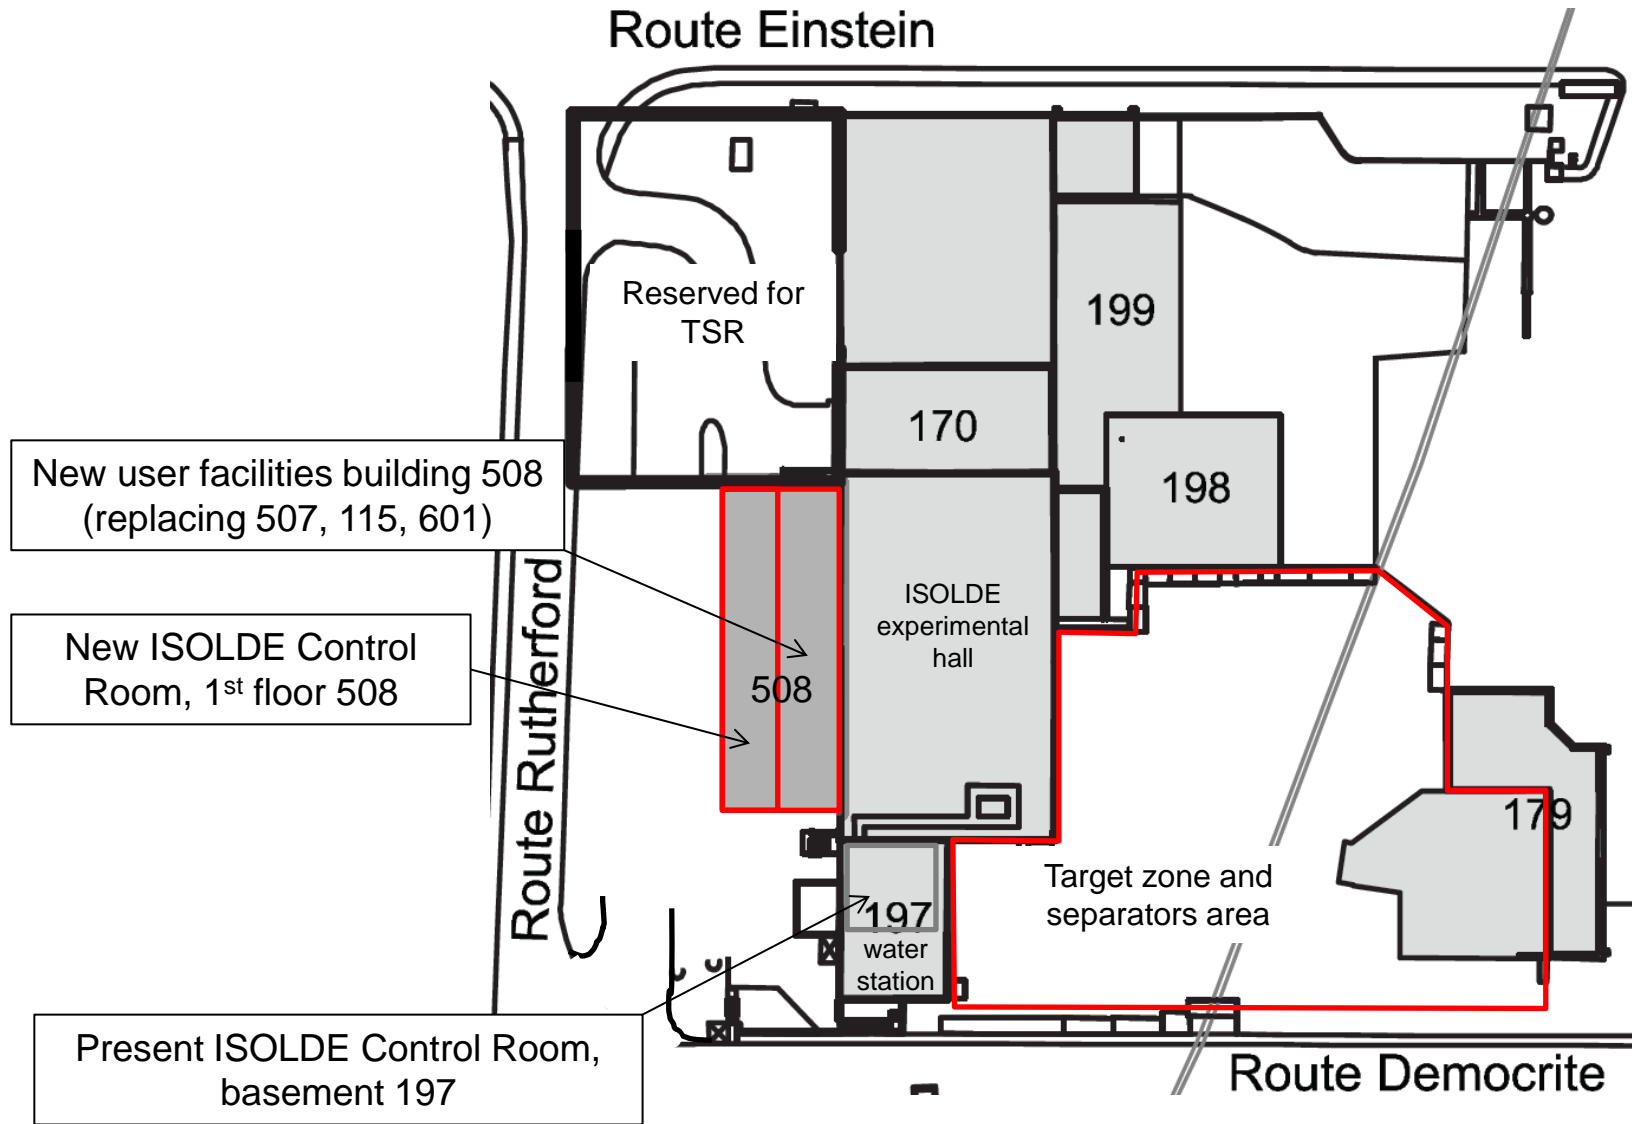 Route Einstein
Reserved for
TSR
199
170
198
New user facilities building 508
(replacing 507, 115, 601)
ISOLDE
experimental
hall
New ISOLDE Control
Room, 1st floor 508
508
Route Rutherford
179
Target zone and
separators area
197
water
station
Present ISOLDE Control Room,
basement 197
Route Democrite